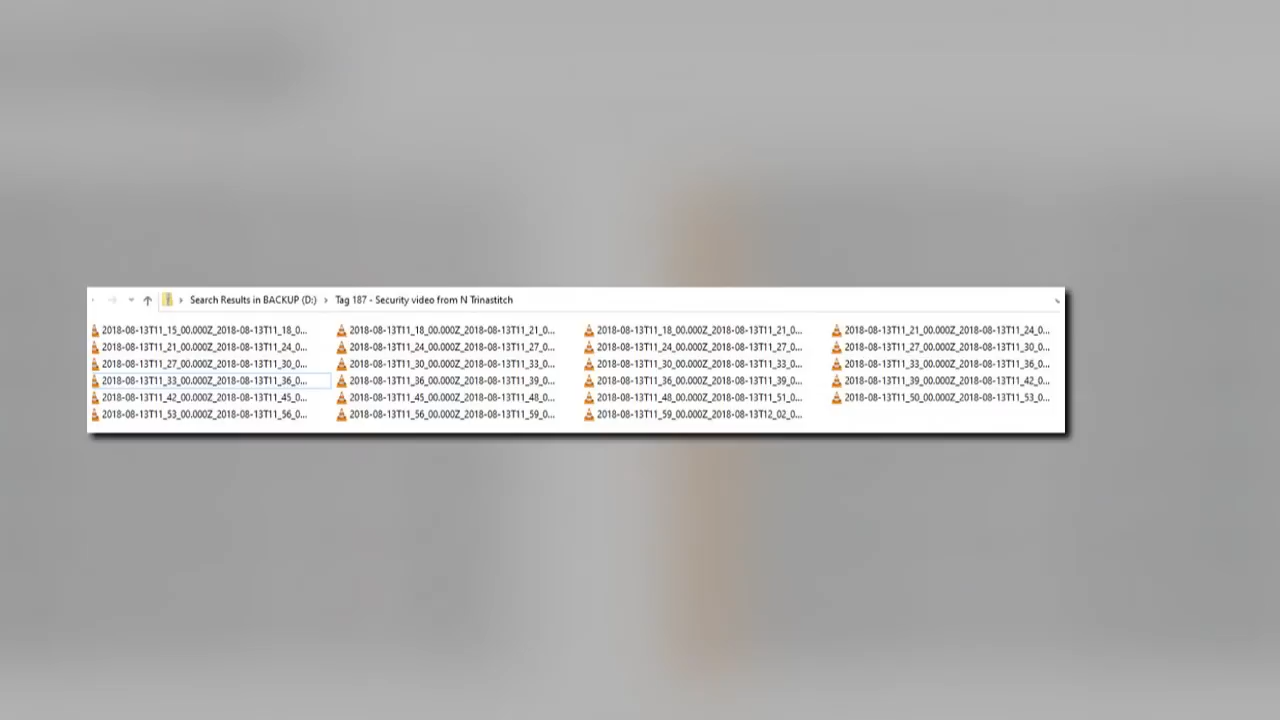 Search Results in BACKUP (D:) › Tag 187 - Security video from N Trinastitch
2018-08-13T11_15_00.000Z_2018-08-13T11_18_0... 2018-08-13T11_18_00.000Z_2018-08-13T11_21_0... 2018-08-13T11_18_00.000Z_2018-08-13T11_21_0... 2018-08-13T11_21_00.000Z_2018-08-13T11_24_0...
2018-08-13T11_21_00.000Z_2018-08-13T11_24_0... 2018-08-13T11_24_00.000Z_2018-08-13T11_27_0... 2018-08-13T11_24_00.000Z_2018-08-13T11_27_0... 2018-08-13T11_27_00.000Z_2018-08-13T11_30_0...
2018-08-13T11_27_00.000Z_2018-08-13T11_30_0... 2018-08-13T11_30_00.000Z_2018-08-13T11_33_0... 2018-08-13T11_30_00.000Z_2018-08-13T11_33_0... 2018-08-13T11_33_00.000Z_2018-08-13T11_36_0...
2018-08-13T11_33_00.000Z_2018-08-13T11_36_0... 2018-08-13T11_36_00.000Z_2018-08-13T11_39_0... 2018-08-13T11_36_00.000Z_2018-08-13T11_39_0... 2018-08-13T11_39_00.000Z_2018-08-13T11_42_0...
2018-08-13T11_42_00.000Z_2018-08-13T11_45_0... 2018-08-13T11_45_00.000Z_2018-08-13T11_48_0... 2018-08-13T11_48_00.000Z_2018-08-13T11_51_0... 2018-08-13T11_50_00.000Z_2018-08-13T11_53_0...
2018-08-13T11_53_00.000Z_2018-08-13T11_56_0... 2018-08-13T11_56_00.000Z_2018-08-13T11_59_0... 2018-08-13T11_59_00.000Z_2018-08-13T12_02_0...